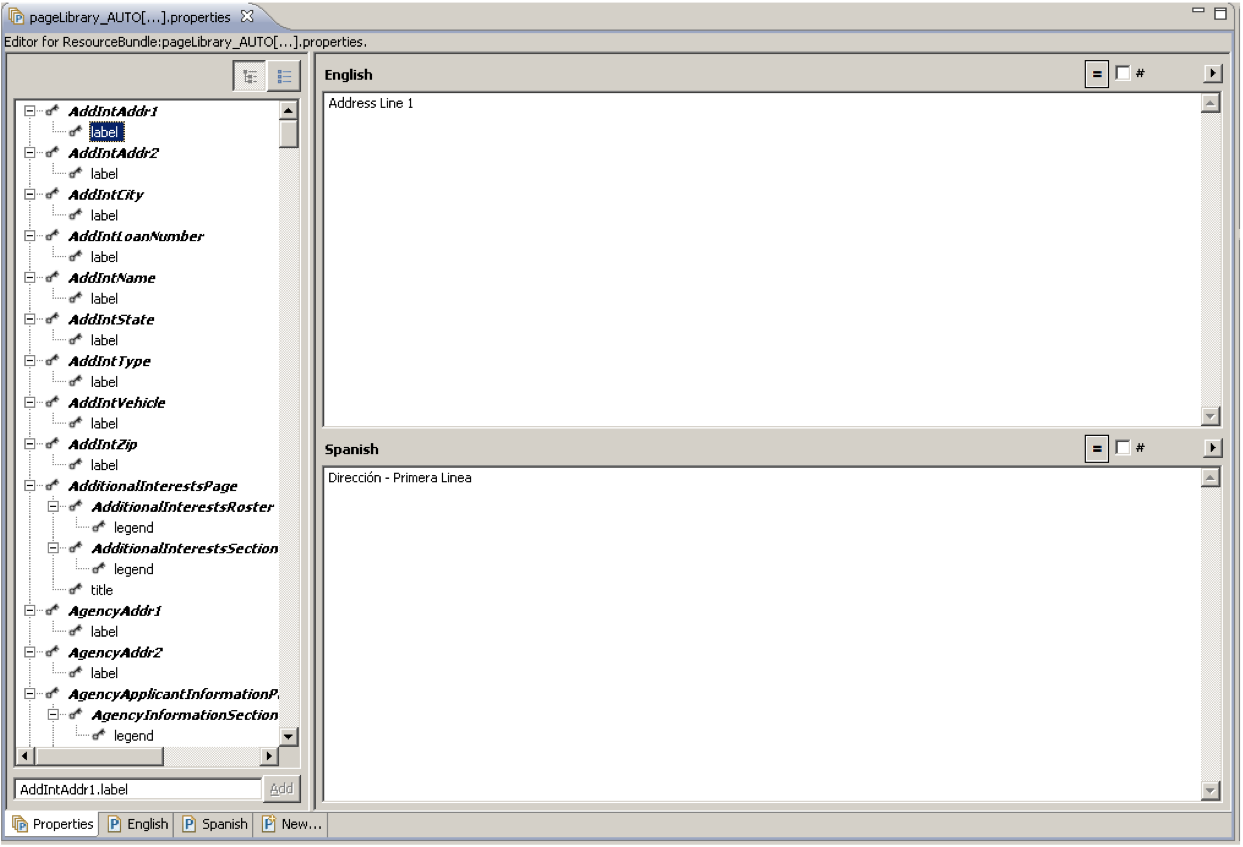 pageLibrary_AUTO[...].properties
Editor for ResourceBundle:pageLibrary_AUTO[...].properties.
AddIntAddr1
label
AddIntAddr2
label
AddIntCity
label
AddIntLoanNumber
label
AddIntName
label
AddIntState
label
AddIntType
label
AddIntVehicle
label
AddIntZip
label
AdditionalInterestsPage
AdditionalInterestsRoster
legend
AdditionalInterestsSection
legend
title
AgencyAddr1
label
AgencyAddr2
label
AgencyApplicantInformationP
AgencyInformationSection
legend
AddIntAddr1.label
Add
English
= #
Address Line 1
Spanish
= #
Dirección - Primera Linea
Properties English Spanish New...